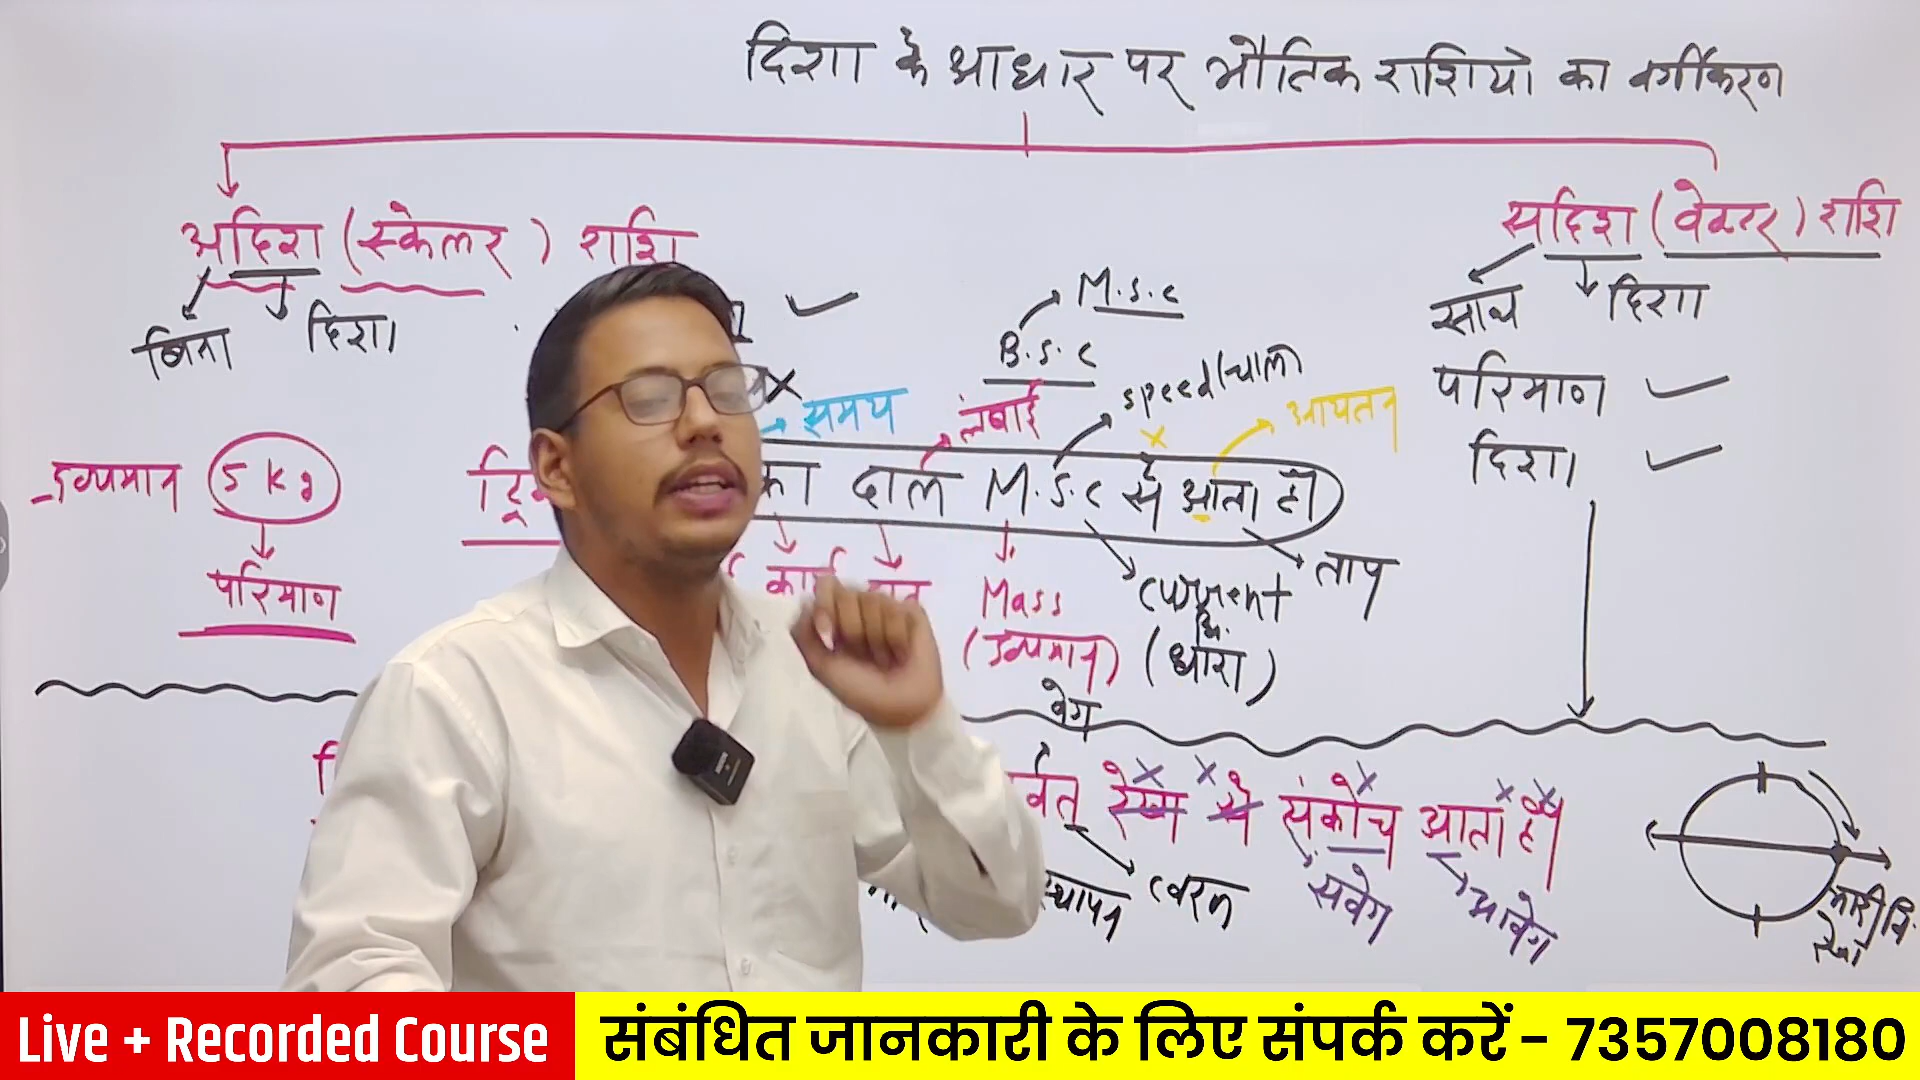 दिशा के आधार पर भौतिक राशियो का वर्गीकरण
अदिश (स्केलर) राशि
सदिश (वेक्टर) राशि
बिना दिशा
साथ दिशा
M.S.C
B.S.C
परिमाण
दिशा
समय
लंबाई
speed/चाल
आयतन
द्रव्यमान 5 kg
का दाल M.S.C से आता है
परिमाण
कार्य
Mass
(द्रव्यमान)
current
(धारा)
ताप
वेग
रेखा से संकोच आता है
त्वरण
संवेग
आवेग
Live + Recorded Course
संबंधित जानकारी के लिए संपर्क करें - 7357008180